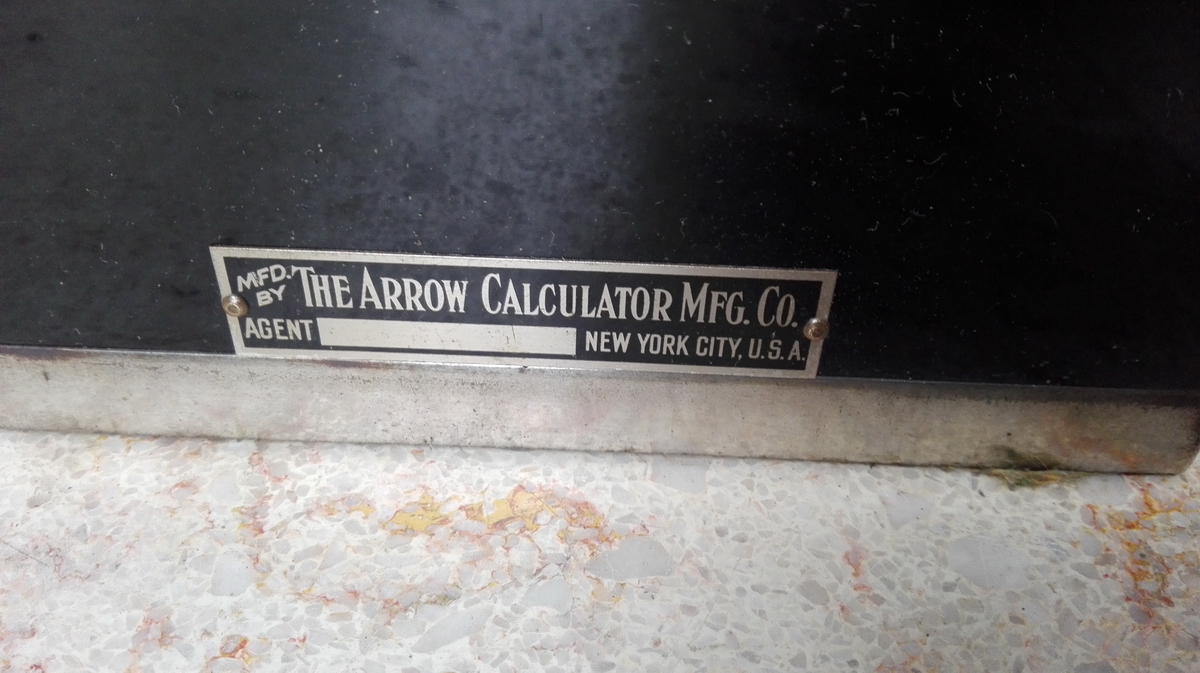 MFD. BY THE ARROW CALCULATOR MFG. CO.
AGENT NEW YORK CITY, U.S.A.